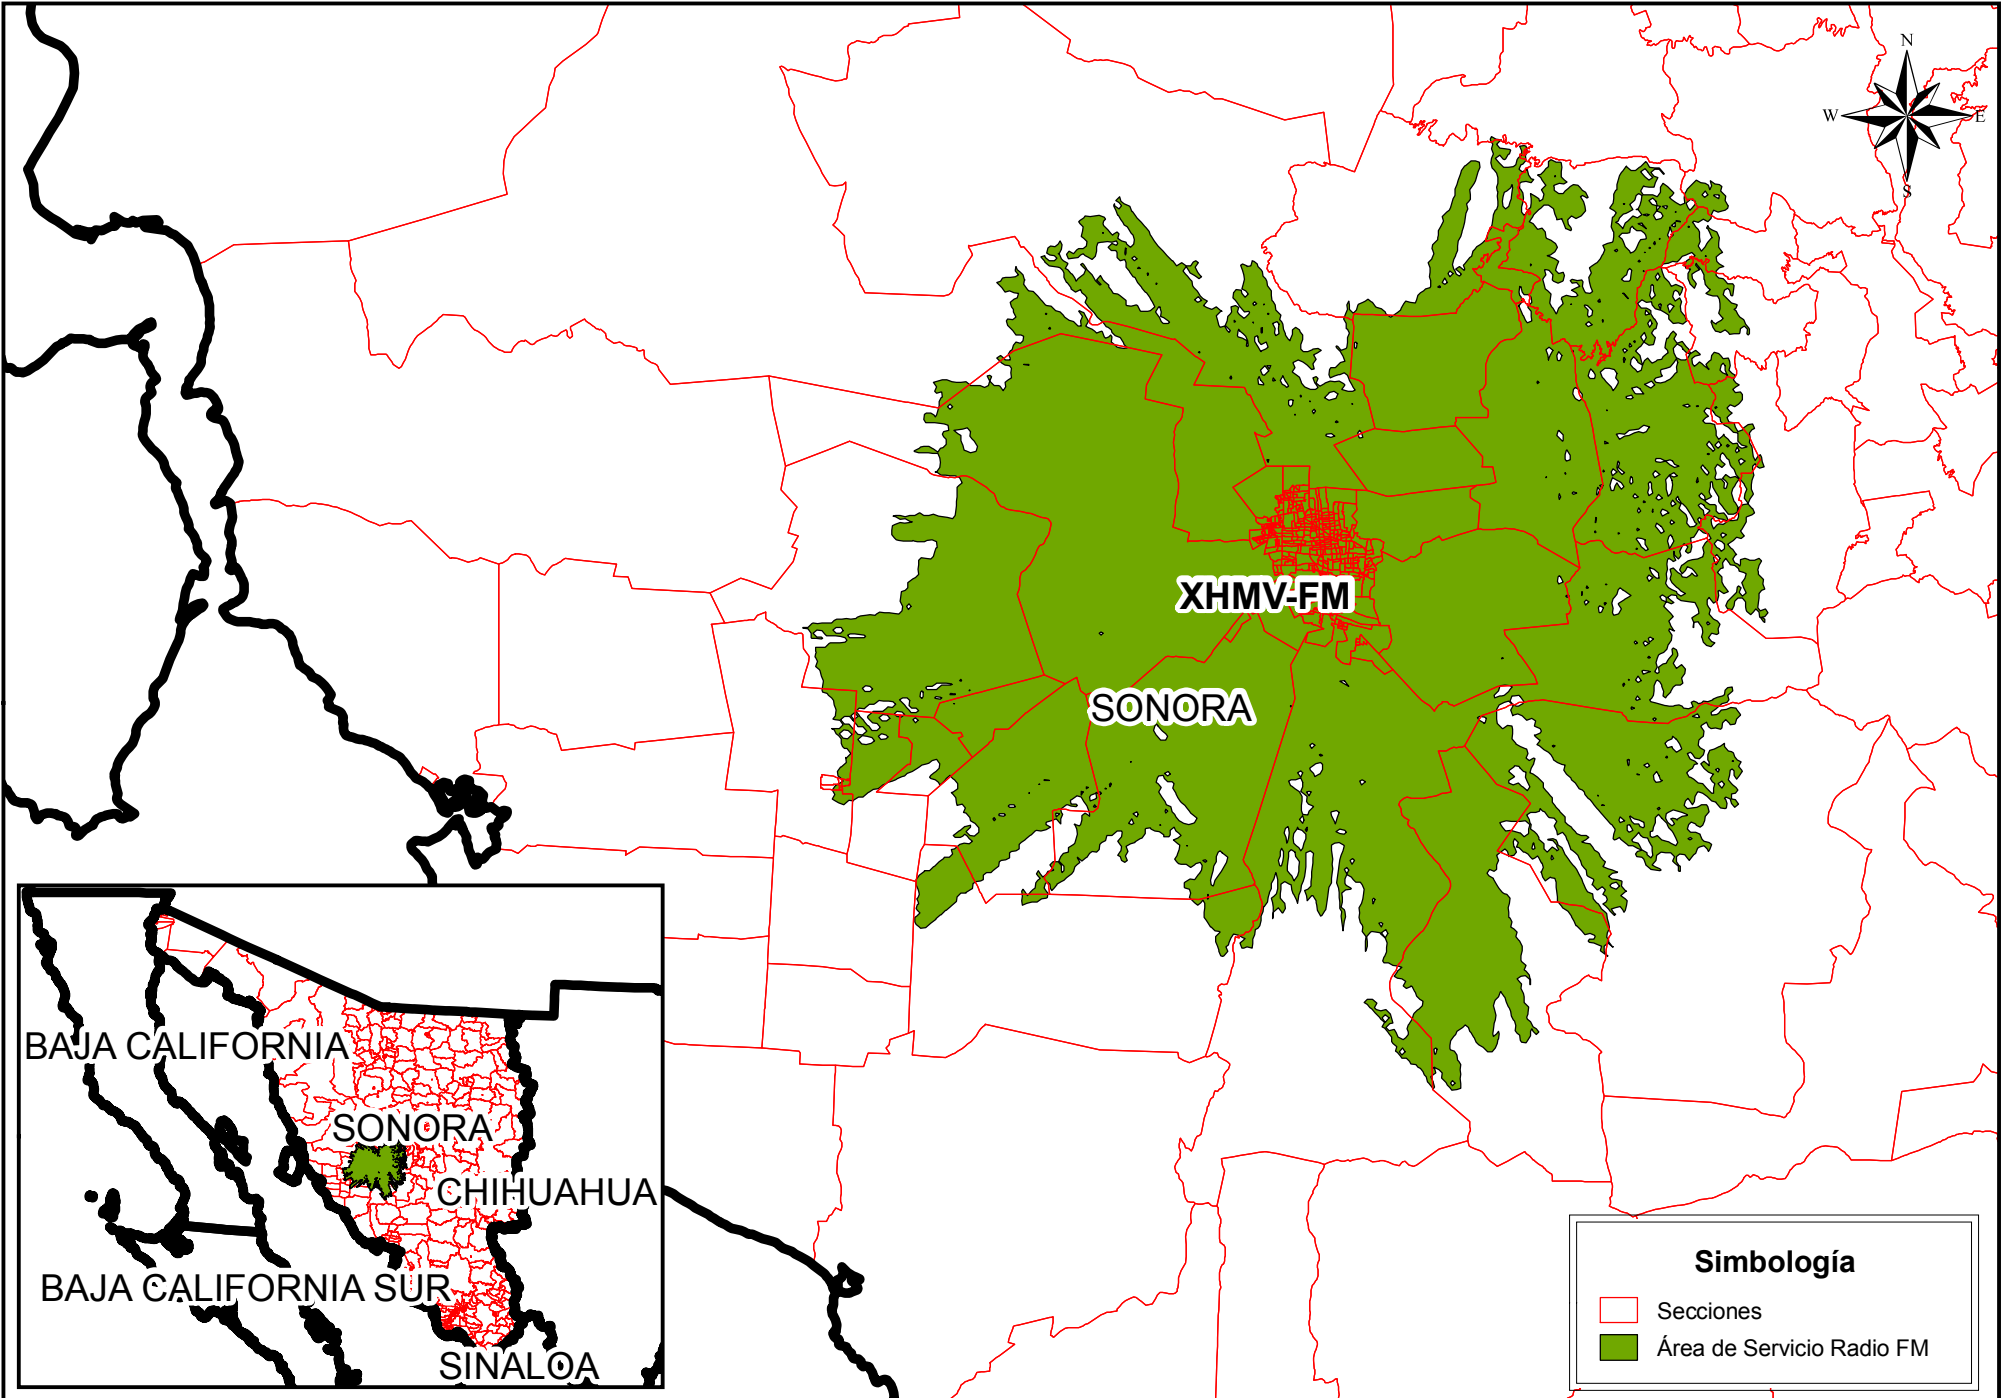 N
W
E
S
XHMV-FM
SONORA
BAJA CALIFORNIA
SONORA
CHIHUAHUA
BAJA CALIFORNIA SUR
SINALOA
Simbología
Secciones
Área de Servicio Radio FM